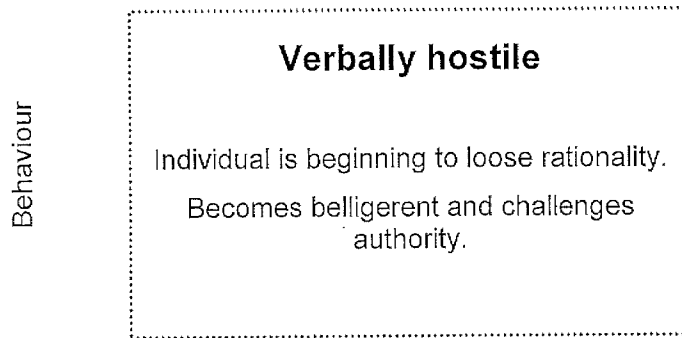 Behaviour
Verbally hostile
Individual is beginning to loose rationality.
Becomes belligerent and challenges
authority.